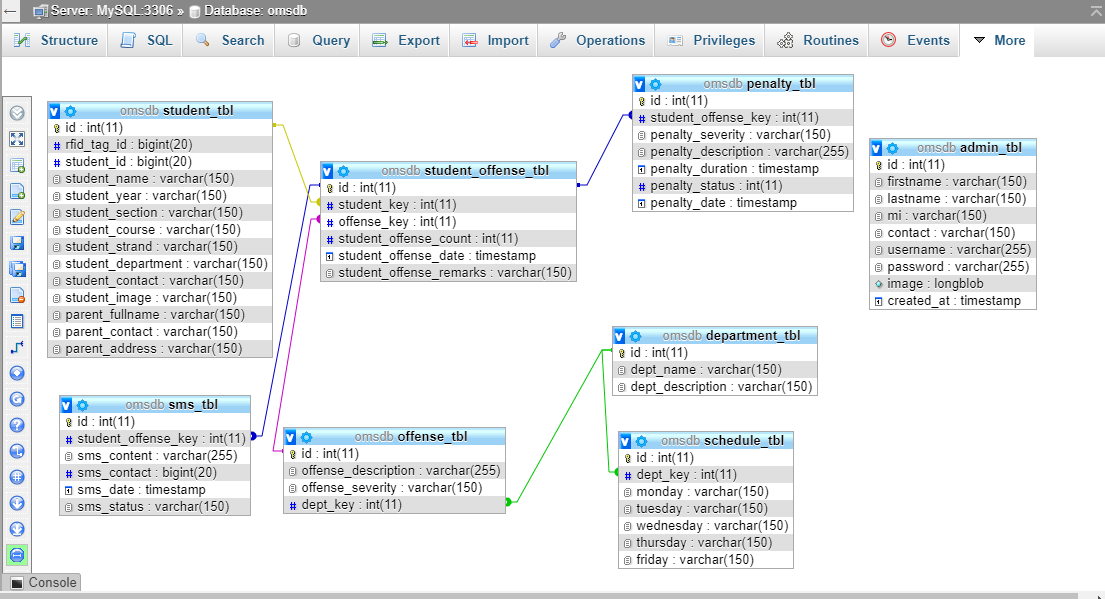 Server: MySQL:3306 » Database: omsdb
Structure SQL Search Query Export Import Operations Privileges Routines Events More
omsdb student_tbl
id : int(11)
rfid_tag_id : bigint(20)
student_id : bigint(20)
student_name : varchar(150)
student_year : varchar(150)
student_section : varchar(150)
student_course : varchar(150)
student_strand : varchar(150)
student_department : varchar(150)
student_contact : varchar(150)
student_image : varchar(150)
parent_fullname : varchar(150)
parent_contact : varchar(150)
parent_address : varchar(150)
omsdb student_offense_tbl
id : int(11)
student_key : int(11)
offense_key : int(11)
student_offense_count : int(11)
student_offense_date : timestamp
student_offense_remarks : varchar(150)
omsdb penalty_tbl
id : int(11)
student_offense_key : int(11)
penalty_severity : varchar(150)
penalty_description : varchar(255)
penalty_duration : timestamp
penalty_status : int(11)
penalty_date : timestamp
omsdb admin_tbl
id : int(11)
firstname : varchar(150)
lastname : varchar(150)
mi : varchar(150)
contact : varchar(150)
username : varchar(255)
password : varchar(255)
image : longblob
created_at : timestamp
omsdb sms_tbl
id : int(11)
student_offense_key : int(11)
sms_content : varchar(255)
sms_contact : bigint(20)
sms_date : timestamp
sms_status : varchar(150)
omsdb offense_tbl
id : int(11)
offense_description : varchar(255)
offense_severity : varchar(150)
dept_key : int(11)
omsdb department_tbl
id : int(11)
dept_name : varchar(150)
dept_description : varchar(150)
omsdb schedule_tbl
id : int(11)
dept_key : int(11)
monday : varchar(150)
tuesday : varchar(150)
wednesday : varchar(150)
thursday : varchar(150)
friday : varchar(150)
Console